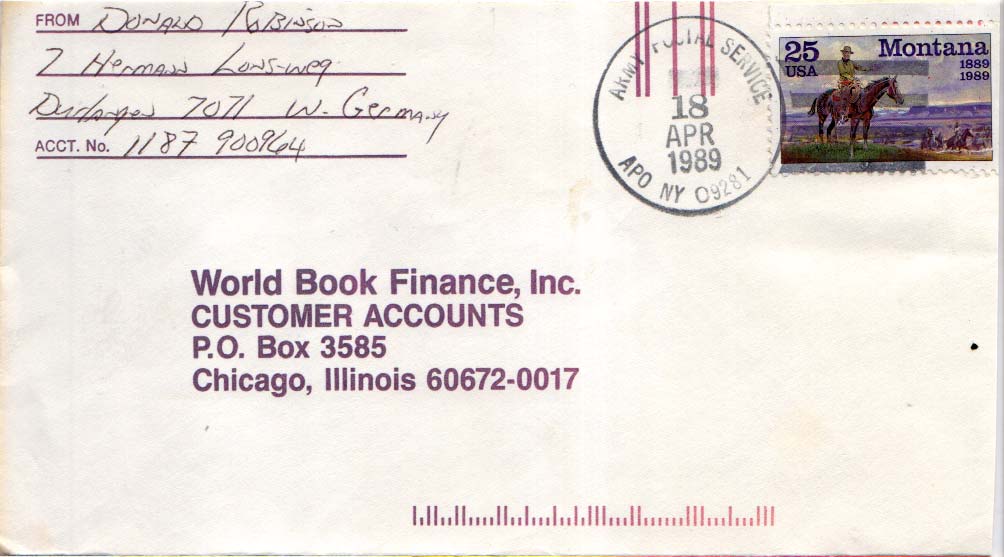 FROM Donald Robinson
7 Hermann Lons-weg
7071 W. Germany
ACCT. No. 1187 900964
ARMY POSTAL SERVICE
18
APR
1989
APO NY 09281
25
USA
Montana
1889
1989
World Book Finance, Inc.
CUSTOMER ACCOUNTS
P.O. Box 3585
Chicago, Illinois 60672-0017